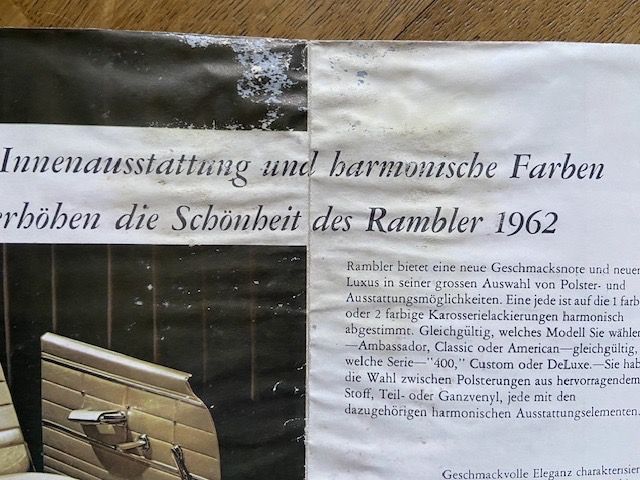 Innenausstattung und harmonische Farben
erhöhen die Schönheit des Rambler 1962
Rambler bietet eine neue Geschmacksnote und neuen
Luxus in seiner grossen Auswahl von Polster- und
Ausstattungsmöglichkeiten. Eine jede ist auf die 1 farb
oder 2 farbige Karosserielackierungen harmonisch
abgestimmt. Gleichgültig, welches Modell Sie wählen
—Ambassador, Classic oder American—gleichgültig,
welche Serie—"400," Custom oder DeLuxe.—Sie hab
die Wahl zwischen Polsterungen aus hervorragendem
Stoff, Teil- oder Ganzvenyl, jede mit den
dazugehörigen harmonischen Ausstattungselementen.
Geschmackvolle Eleganz charakterisier